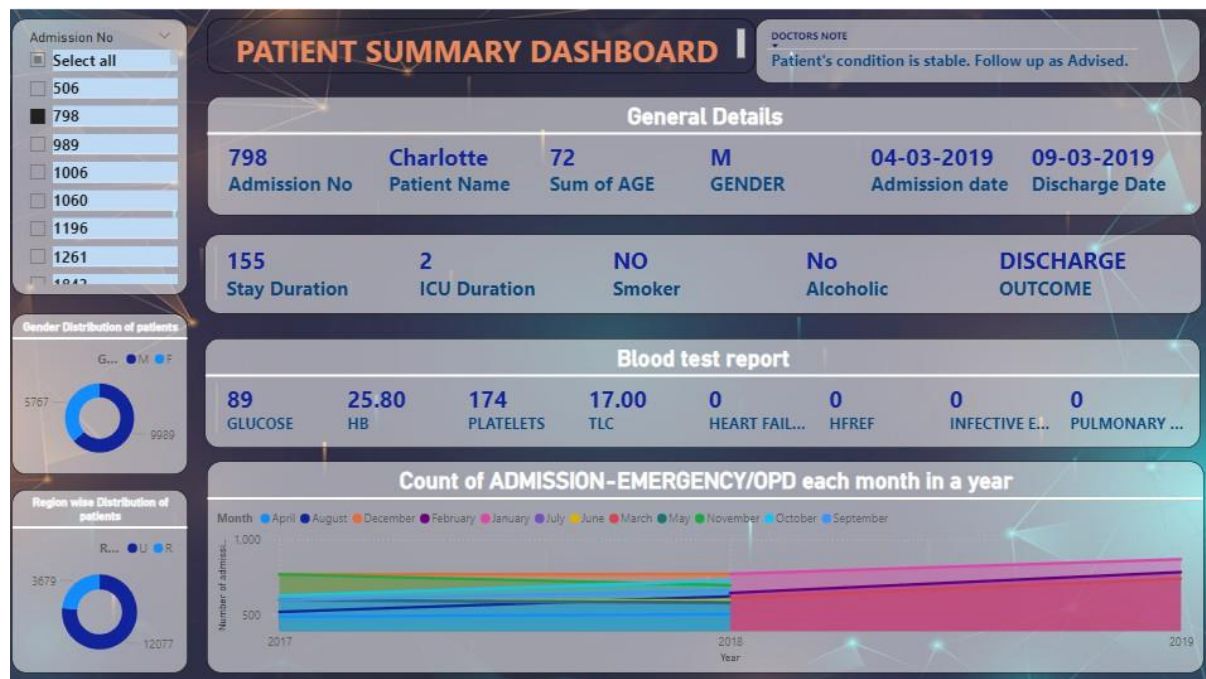 Admission No
Select all
506
798
989
1006
1060
1196
1261
PATIENT SUMMARY DASHBOARD
DOCTORS NOTE
Patient's condition is stable. Follow up as Advised.
General Details
798 Charlotte 72 M 04-03-2019 09-03-2019
Admission No Patient Name Sum of AGE GENDER Admission date Discharge Date
155 2 NO No DISCHARGE
Stay Duration ICU Duration Smoker Alcoholic OUTCOME
Gender Distribution of patients
G... M F
5767
9989
Blood test report
89 25.80 174 17.00 0 0 0 0
GLUCOSE HB PLATELETS TLC HEART FAIL... HFREF INFECTIVE E... PULMONARY ...
Region wise Distribution of
patients
R... U R
3679
12077
Count of ADMISSION-EMERGENCY/OPD each month in a year
Month April August December February January July June March May November October September
Number of admissi...
1,000
500
2017 2018 2019
Year